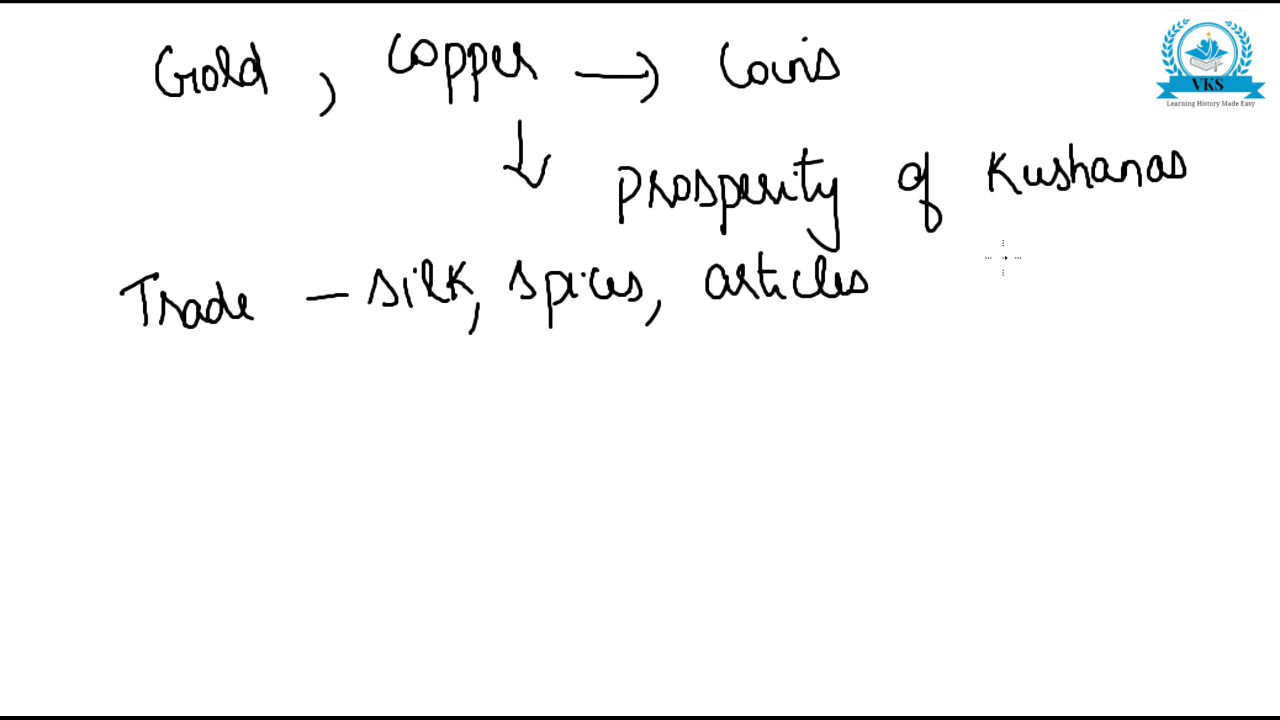 Gold, Copper → Coins
↓ prosperity of Kushanas
Trade – silk, spices, articles
VKS
Learning History Made Easy